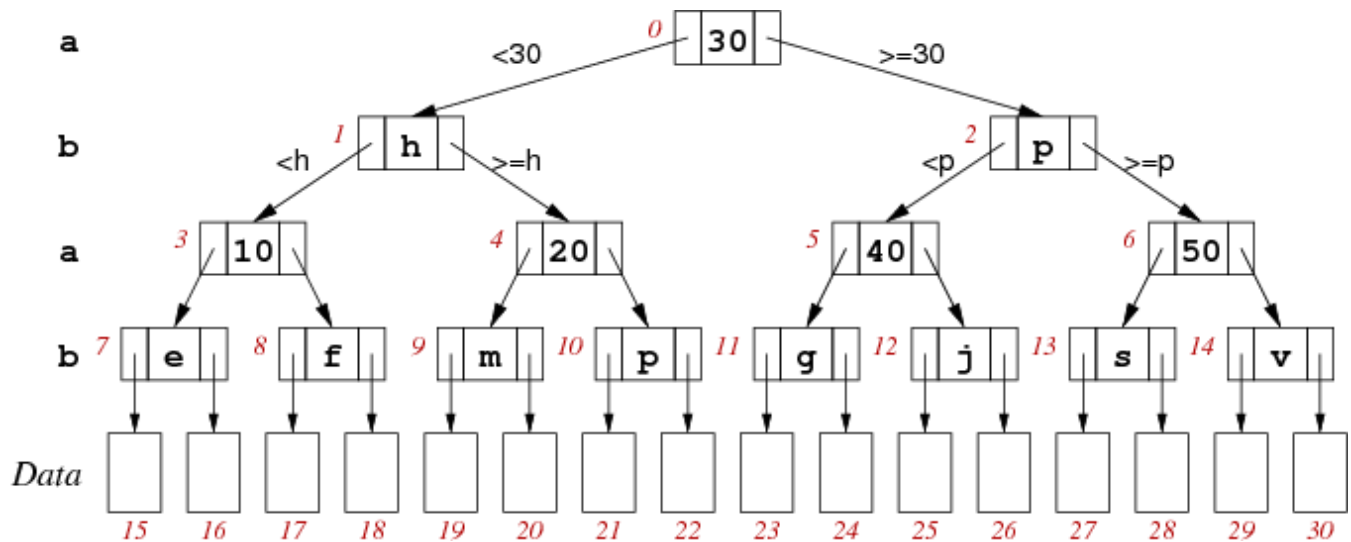 a 0 30
<30 >=30
b 1 h 2 p
<h >=h <p >=p
a 3 10 4 20 5 40 6 50
b 7 e 8 f 9 m 10 p 11 g 12 j 13 s 14 v
Data
15 16 17 18 19 20 21 22 23 24 25 26 27 28 29 30